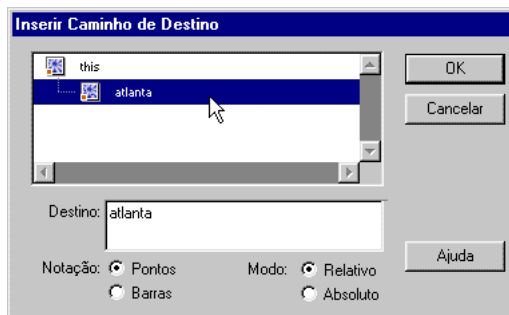 Inserir Caminho de Destino
this
atlanta
OK
Cancelar
Destino: atlanta
Notação: Pontos Modo: Relativo
Barras Absoluto
Ajuda